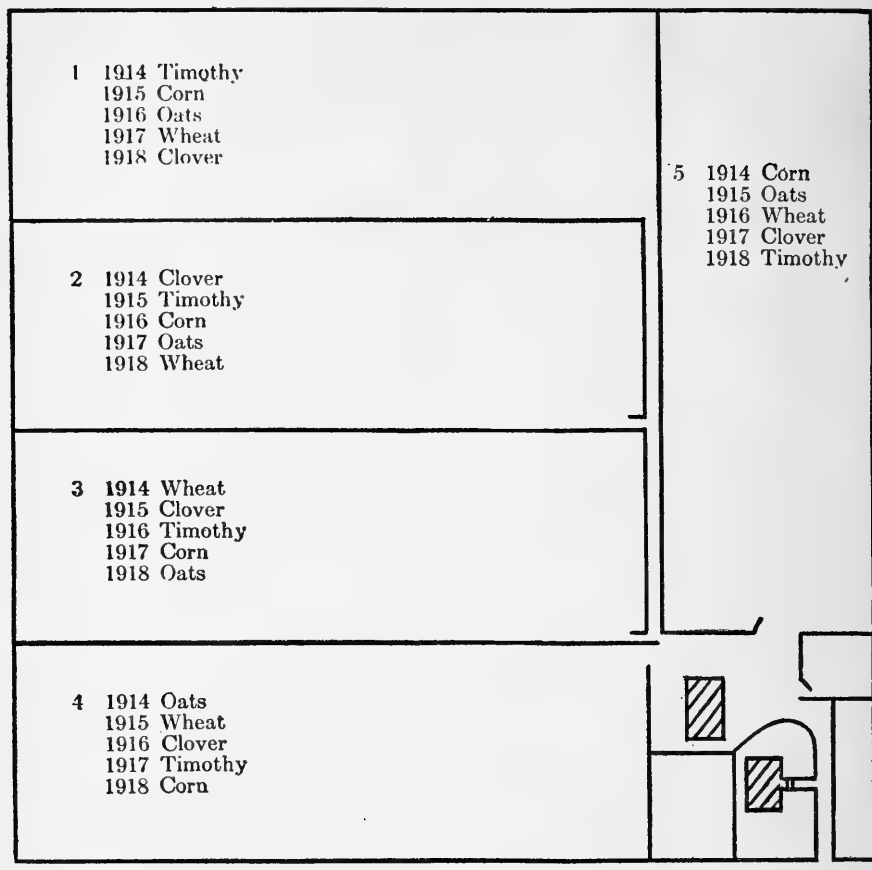 1 1914 Timothy
1915 Corn
1916 Oats
1917 Wheat
1918 Clover
2 1914 Clover
1915 Timothy
1916 Corn
1917 Oats
1918 Wheat
3 1914 Wheat
1915 Clover
1916 Timothy
1917 Corn
1918 Oats
4 1914 Oats
1915 Wheat
1916 Clover
1917 Timothy
1918 Corn
5 1914 Corn
1915 Oats
1916 Wheat
1917 Clover
1918 Timothy